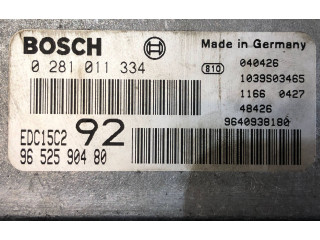 BOSCH
Made in Germany
0 281 011 334
810
040426
1039S03465
1166 0427
48426
9640938180
EDC15C2
92
96 525 904 80